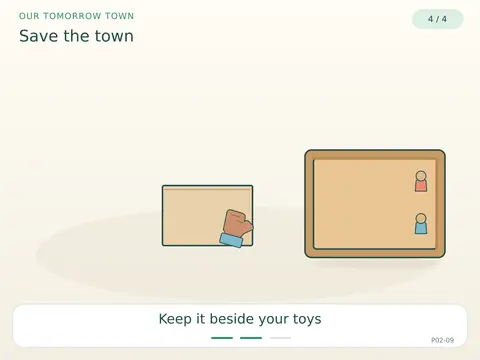 OUR TOMORROW TOWN
4 / 4
Save the town
Keep it beside your toys
P02-09